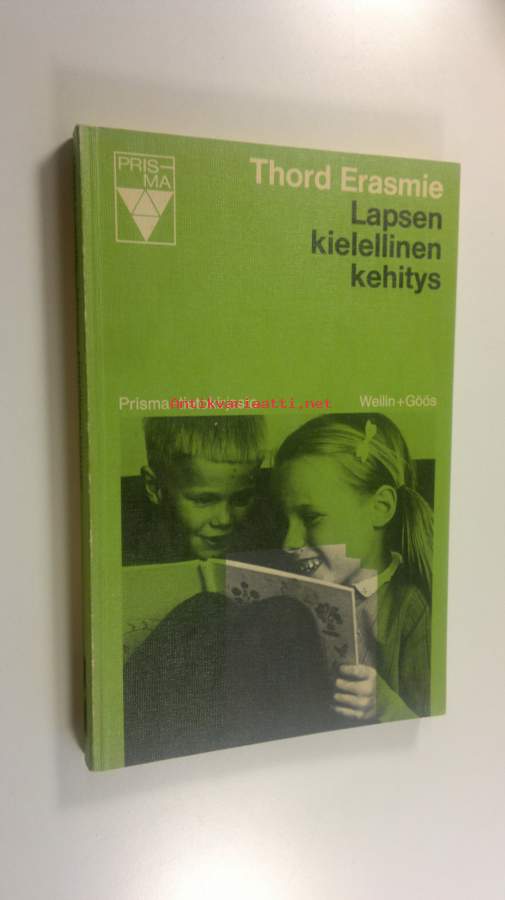 PRIS-
MA
Thord Erasmie
Lapsen
kielellinen
kehitys
Prisma
Weilin+Göös
Antikvariaatti.net